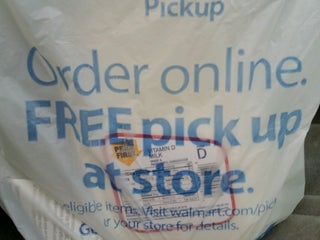 Pickup
Order online.
FREE pick up
at store.
VITAMIN D
MILK
D
eligible items. Visit walmart.com/pic
r your store for details.